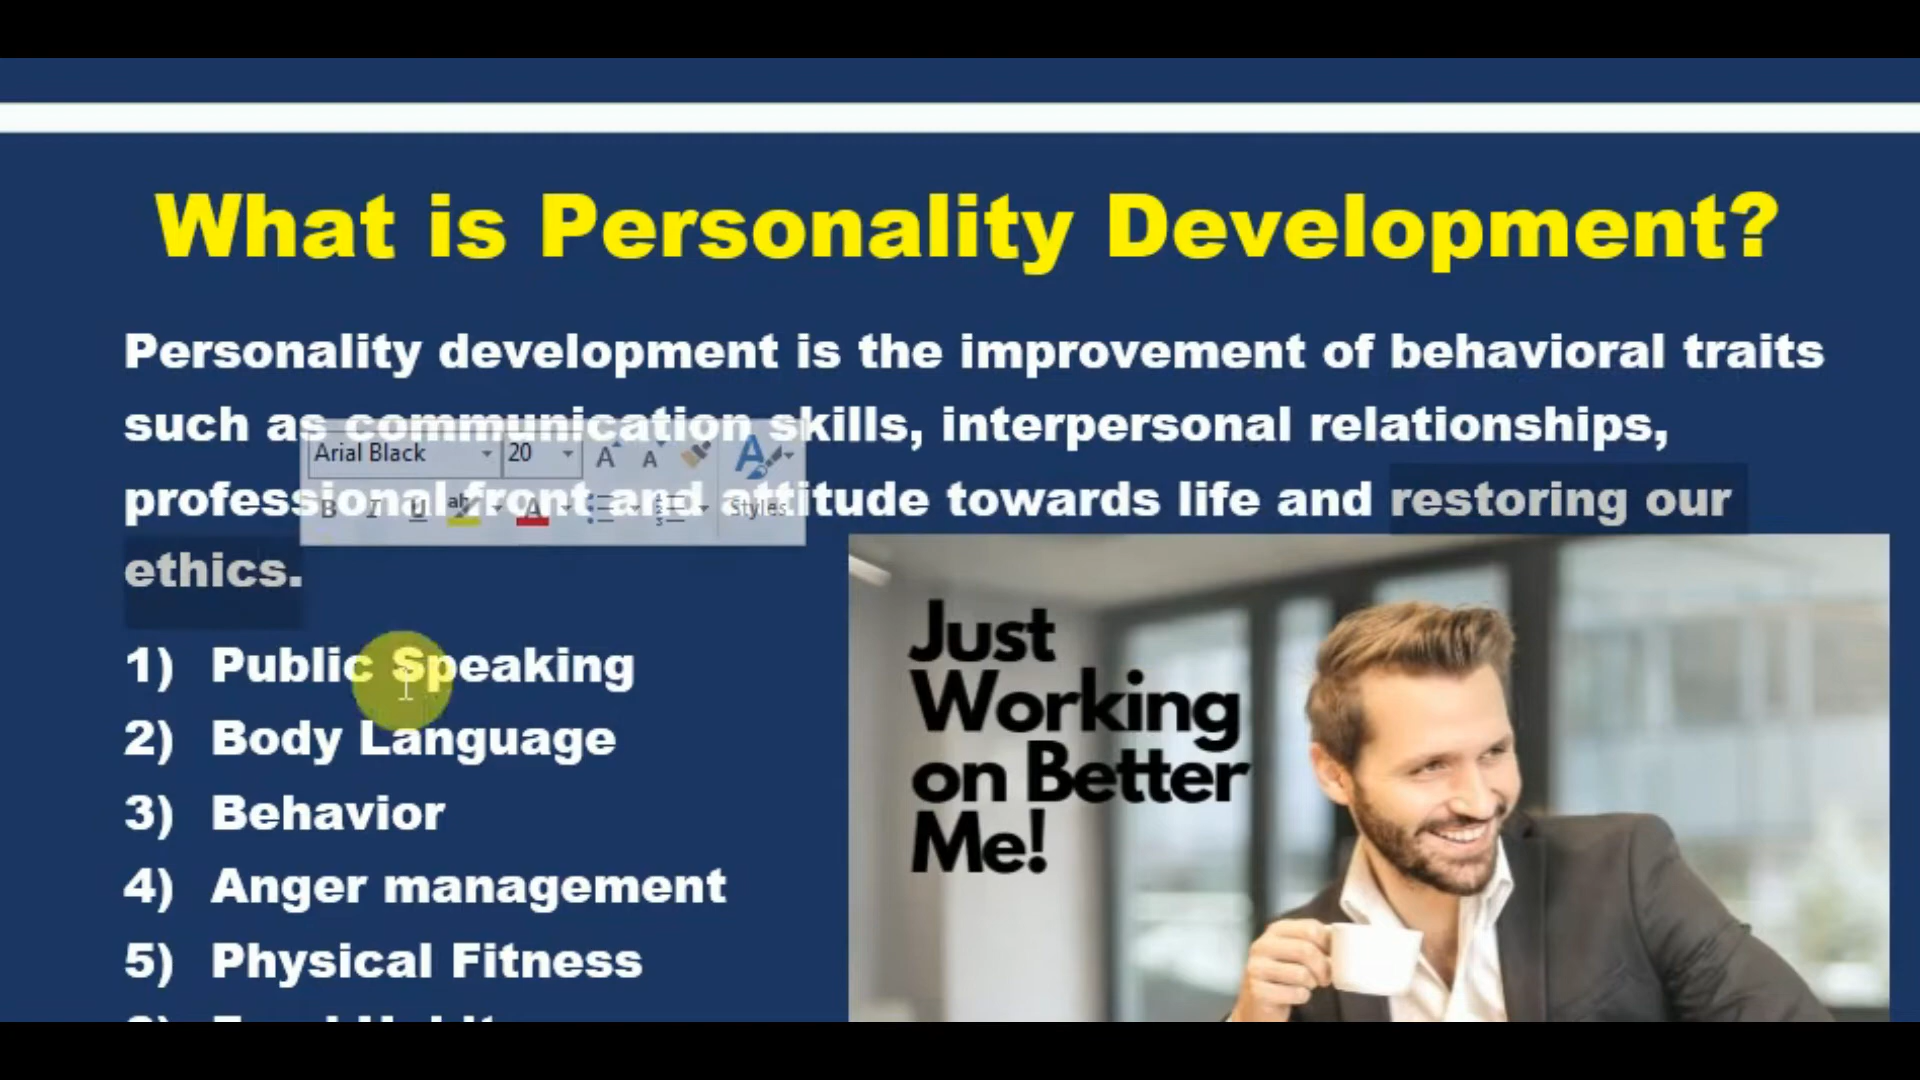 What is Personality Development?
Personality development is the improvement of behavioral traits
such as communication skills, interpersonal relationships,
professional front and attitude towards life and restoring our
ethics.
Arial Black 20
Styles
1) Public Speaking
2) Body Language
3) Behavior
4) Anger management
5) Physical Fitness
Just
Working
on Better
Me!